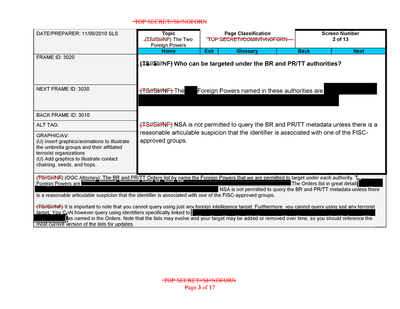 TOP SECRET//SI//NOFORN
DATE/PREPARER: 11/09/2010 SLS
Topic
(TS//SI//NF) The Two
Foreign Powers
Page Classification
TOP SECRET//COMINT//NOFORN
Screen Number
2 of 13
Home Exit Glossary Back Next
FRAME ID: 3020
(TS//SI//NF) Who can be targeted under the BR and PR/TT authorities?
NEXT FRAME ID: 3030
(TS//SI//NF) The Foreign Powers named in these authorities are
BACK FRAME ID: 3010
ALT TAG:
(TS//SI//NF) NSA is not permitted to query the BR and PR/TT metadata unless there is a
reasonable articulable suspicion that the identifier is associated with one of the FISC-
approved groups.
GRAPHIC/AV:
(U) Insert graphics/animations to illustrate
the umbrella groups and their affiliated
terrorist organizations
(U) Add graphics to illustrate contact
chaining, seeds, and hops.
(TS//SI//NF) (OGC Attorney): The BR and PR/TT Orders list by name the Foreign Powers that we are permitted to target under each authority. T
Foreign Powers are The Orders list in great detail
NSA is not permitted to query the BR and PR/TT metadata unless there
is a reasonable articulable suspicion that the identifier is associated with one of the FISC-approved groups.
(TS//SI//NF) It is important to note that you cannot query using just any foreign intelligence target. Furthermore, you cannot query using just any terrorist
target. You CAN however query using identifiers specifically linked to
as named in the Orders. Note that the lists may evolve and your target may be added or removed over time, so you should reference the
most current version of the lists for updates.
TOP SECRET//SI//NOFORN
Page 3 of 17